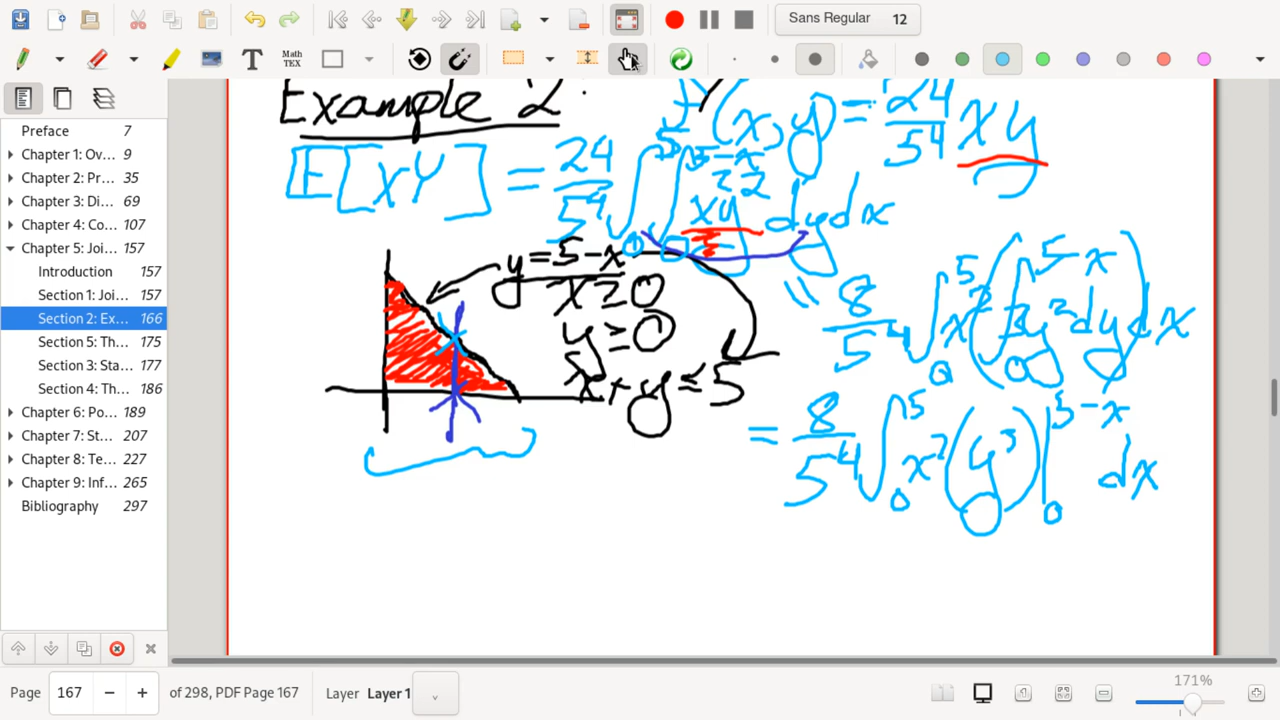 Sans Regular 12
T Math TEX
Preface 7
Chapter 1: Ov... 9
Chapter 2: Pr... 35
Chapter 3: Di... 69
Chapter 4: Co... 107
Chapter 5: Joi... 157
Introduction 157
Section 1: Joi... 157
Section 2: Ex... 166
Section 5: Th... 175
Section 3: Sta... 177
Section 4: Th... 186
Chapter 6: Po... 189
Chapter 7: St... 207
Chapter 8: Te... 227
Chapter 9: Inf... 265
Bibliography 297
Example 2:
(x,y) = 24/5⁴ xy
E[XY] = 24/5⁴ ∫₀⁵ ∫₀^(5-x) x²y² dy dx
y=5-x
x≥0
y≥0
x+y≤5
= 8/5⁴ ∫₀⁵ x² (∫₀^(5-x) 3y² dy) dx
= 8/5⁴ ∫₀⁵ x² (y³)|₀^(5-x) dx
Page 167 − + of 298, PDF Page 167 Layer Layer 1 171%